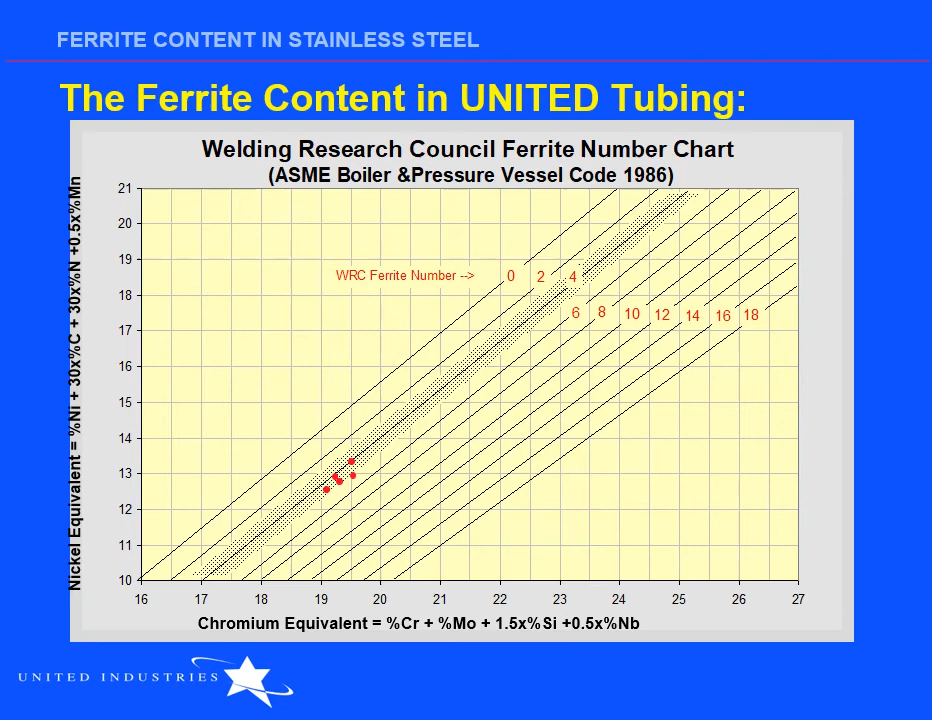 FERRITE CONTENT IN STAINLESS STEEL
The Ferrite Content in UNITED Tubing:
Welding Research Council Ferrite Number Chart
(ASME Boiler &Pressure Vessel Code 1986)
Nickel Equivalent = %Ni + 30x%C + 30x%N +0.5x%Mn
21
20
19
18
17
16
15
14
13
12
11
10
WRC Ferrite Number --> 0 2 4
6 8 10 12 14 16 18
16 17 18 19 20 21 22 23 24 25 26 27
Chromium Equivalent = %Cr + %Mo + 1.5x%Si +0.5x%Nb
UNITED INDUSTRIES